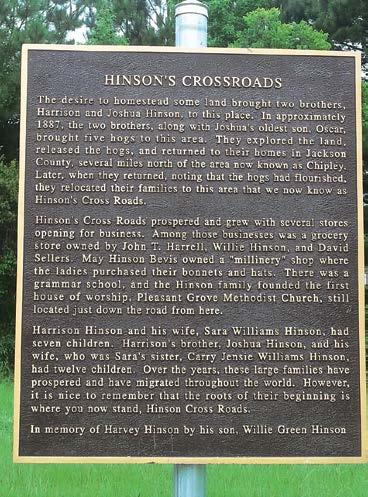 HINSON'S CROSSROADS
The desire to homestead some land brought two brothers,
Harrison and Joshua Hinson, to this place. In approximately
1887, the two brothers, along with Joshua's oldest son, Oscar,
brought five hogs to this area. They explored the land,
released the hogs, and returned to their homes in Jackson
County, several miles north of the area now known as Chipley.
Later, when they returned, noting that the hogs had flourished,
they relocated their families to this area that we now know as
Hinson's Cross Roads.
Hinson's Cross Roads prospered and grew with several stores
opening for business. Among those businesses was a grocery
store owned by John T. Harrell, Willie Hinson, and David
Sellers. May Hinson Bevis owned a "millinery" shop where
the ladies purchased their bonnets and hats. There was a
grammar school, and the Hinson family founded the first
house of worship, Pleasant Grove Methodist Church, still
located just down the road from here.
Harrison Hinson and his wife, Sara Williams Hinson, had
seven children. Harrison's brother, Joshua Hinson, and his
wife, who was Sara's sister, Carry Jensie Williams Hinson,
had twelve children. Over the years, these large families have
prospered and have migrated throughout the world. However,
it is nice to remember that the roots of their beginning is
where you now stand, Hinson Cross Roads.
In memory of Harvey Hinson by his son, Willie Green Hinson